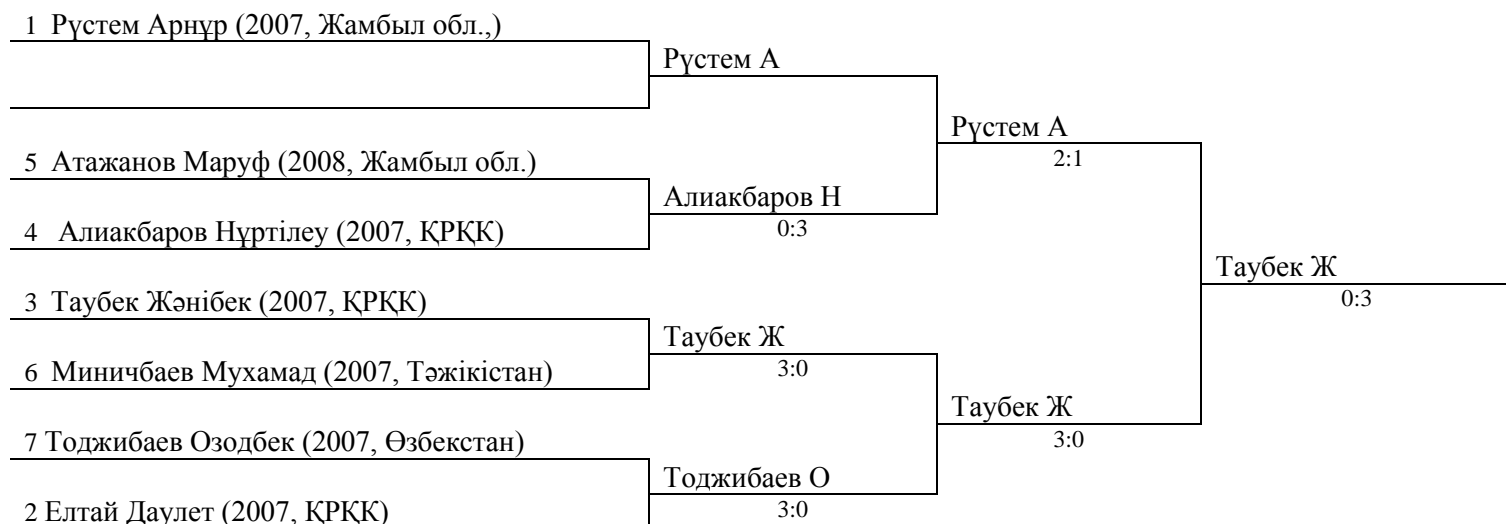 1 Рүстем Арнұр (2007, Жамбыл обл.,)
Рүстем А
Рүстем А
2:1
5 Атажанов Маруф (2008, Жамбыл обл.)
Алиакбаров Н
0:3
4 Алиакбаров Нұртілеу (2007, ҚРҚК)
Таубек Ж
0:3
3 Таубек Жәнібек (2007, ҚРҚК)
Таубек Ж
3:0
6 Миничбаев Мухамад (2007, Тәжікістан)
Таубек Ж
3:0
7 Тоджибаев Озодбек (2007, Өзбекстан)
Тоджибаев О
3:0
2 Елтай Даулет (2007, ҚРҚК)